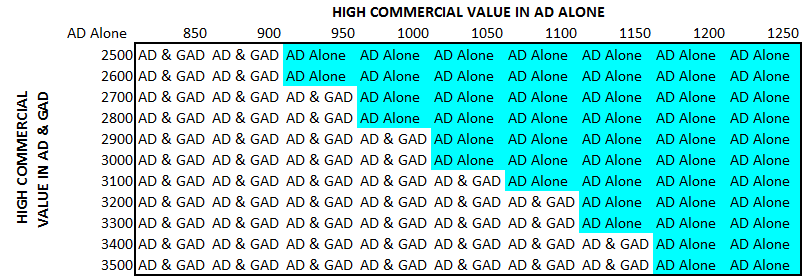 HIGH COMMERCIAL VALUE IN AD ALONE
AD Alone 850 900 950 1000 1050 1100 1150 1200 1250
HIGH COMMERCIAL
VALUE IN AD & GAD
2500 AD & GAD AD & GAD AD Alone AD Alone AD Alone AD Alone AD Alone AD Alone AD Alone
2600 AD & GAD AD & GAD AD Alone AD Alone AD Alone AD Alone AD Alone AD Alone AD Alone
2700 AD & GAD AD & GAD AD & GAD AD Alone AD Alone AD Alone AD Alone AD Alone AD Alone
2800 AD & GAD AD & GAD AD & GAD AD Alone AD Alone AD Alone AD Alone AD Alone AD Alone
2900 AD & GAD AD & GAD AD & GAD AD & GAD AD Alone AD Alone AD Alone AD Alone AD Alone
3000 AD & GAD AD & GAD AD & GAD AD & GAD AD Alone AD Alone AD Alone AD Alone AD Alone
3100 AD & GAD AD & GAD AD & GAD AD & GAD AD & GAD AD Alone AD Alone AD Alone AD Alone
3200 AD & GAD AD & GAD AD & GAD AD & GAD AD & GAD AD & GAD AD Alone AD Alone AD Alone
3300 AD & GAD AD & GAD AD & GAD AD & GAD AD & GAD AD & GAD AD Alone AD Alone AD Alone
3400 AD & GAD AD & GAD AD & GAD AD & GAD AD & GAD AD & GAD AD & GAD AD Alone AD Alone
3500 AD & GAD AD & GAD AD & GAD AD & GAD AD & GAD AD & GAD AD & GAD AD Alone AD Alone